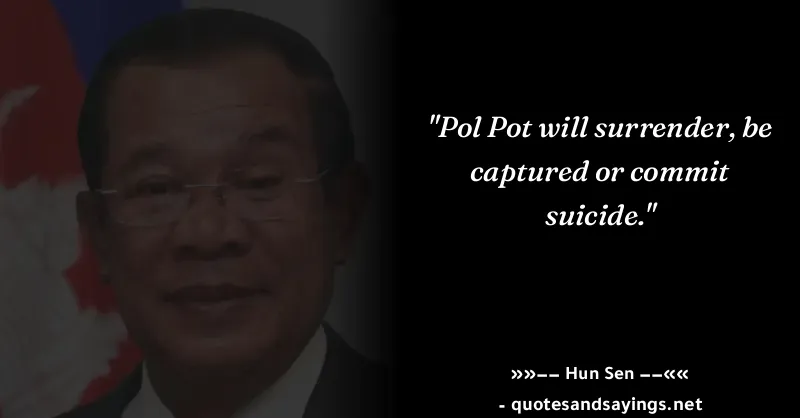 "Pol Pot will surrender, be
captured or commit
suicide."
»»−− Hun Sen −−««
- quotesandsayings.net